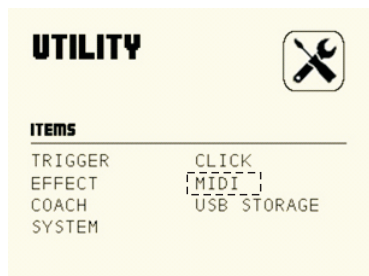 UTILITY
ITEMS
TRIGGER CLICK
EFFECT MIDI
COACH USB STORAGE
SYSTEM